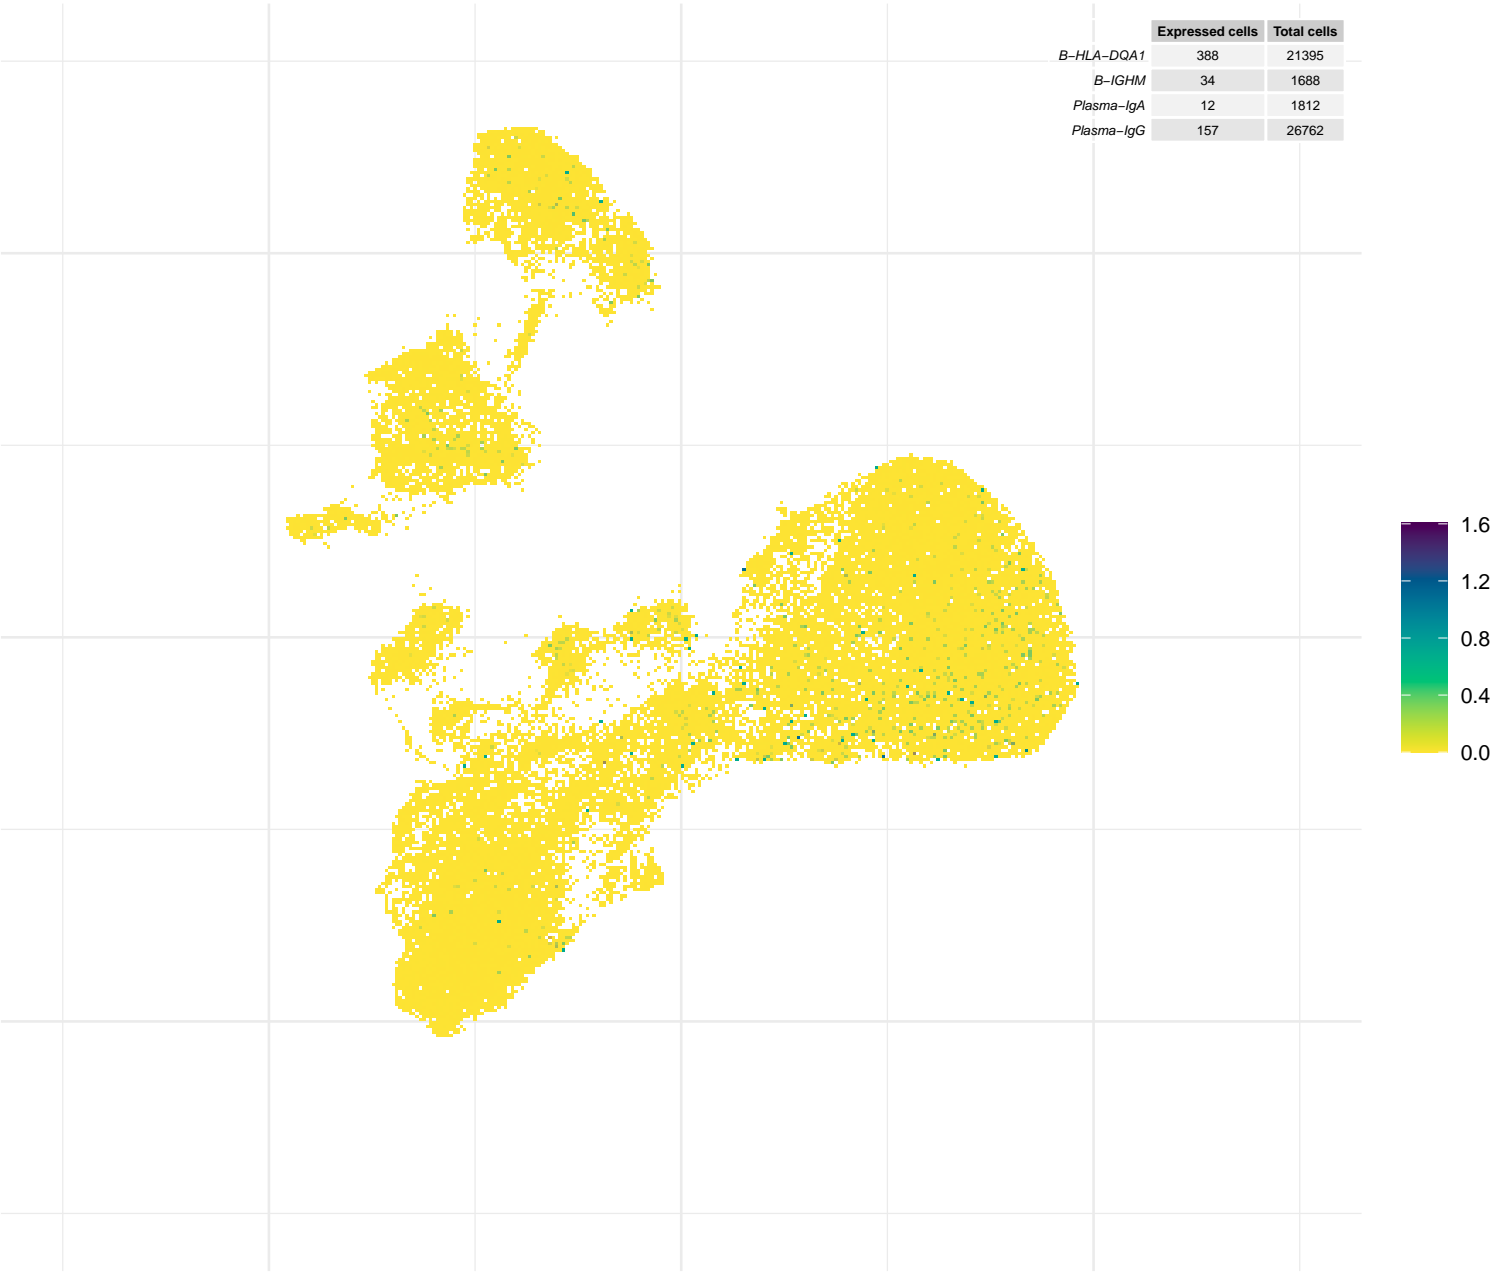 Expressed cells Total cells
B−HLA−DQA1 388 21395
B−IGHM 34 1688
Plasma−IgA 12 1812
Plasma−IgG 157 26762
1.6
1.2
0.8
0.4
0.0